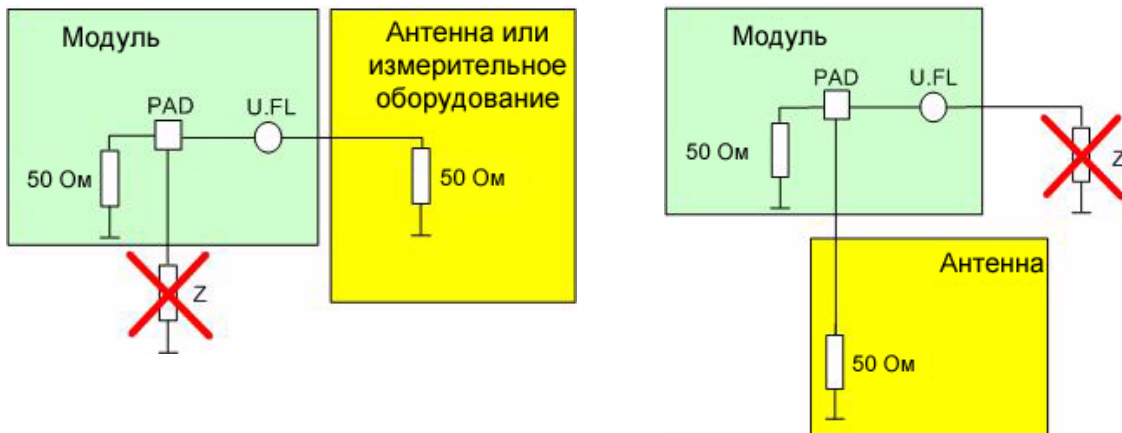 Модуль
PAD
U.FL
50 Ом
Z
Антенна или
измерительное
оборудование
50 Ом
Модуль
PAD
U.FL
50 Ом
Z
Антенна
50 Ом